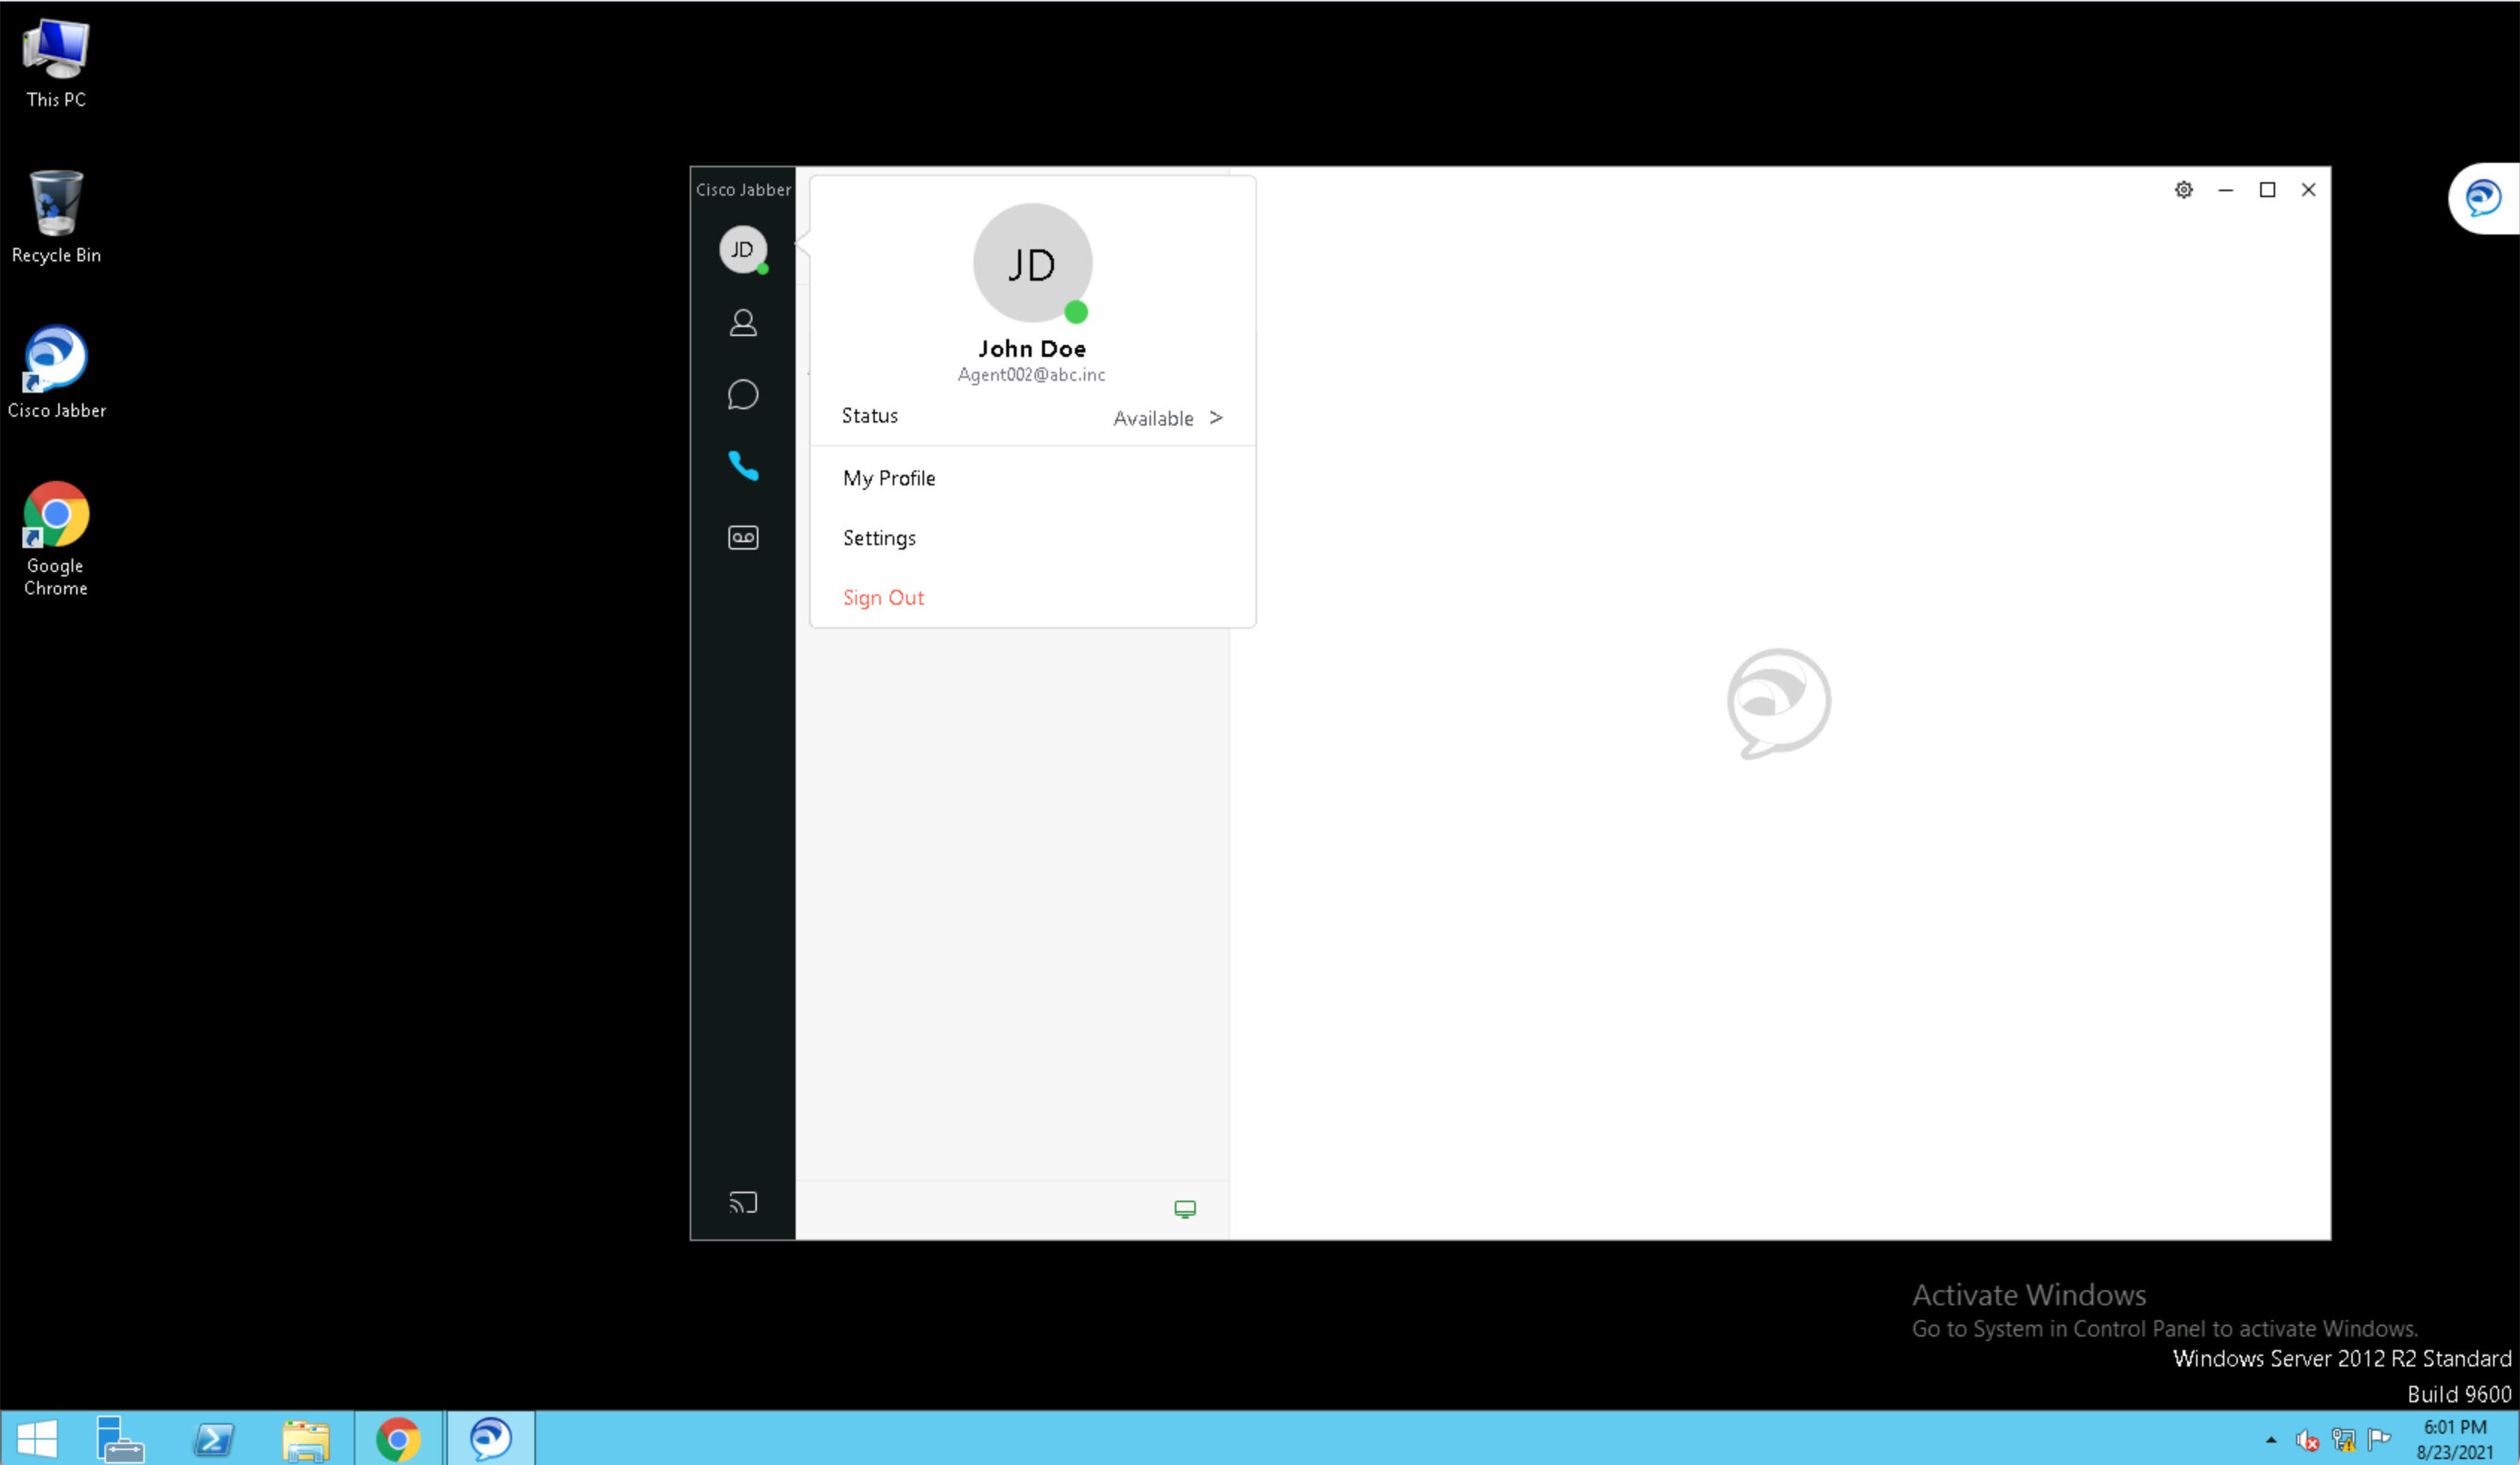 This PC
Recycle Bin
Cisco Jabber
Google
Chrome
Cisco Jabber
JD
JD
John Doe
Agent002@abc.inc
Status
Available >
My Profile
Settings
Sign Out
Activate Windows
Go to System in Control Panel to activate Windows.
Windows Server 2012 R2 Standard
Build 9600
6:01 PM
8/23/2021